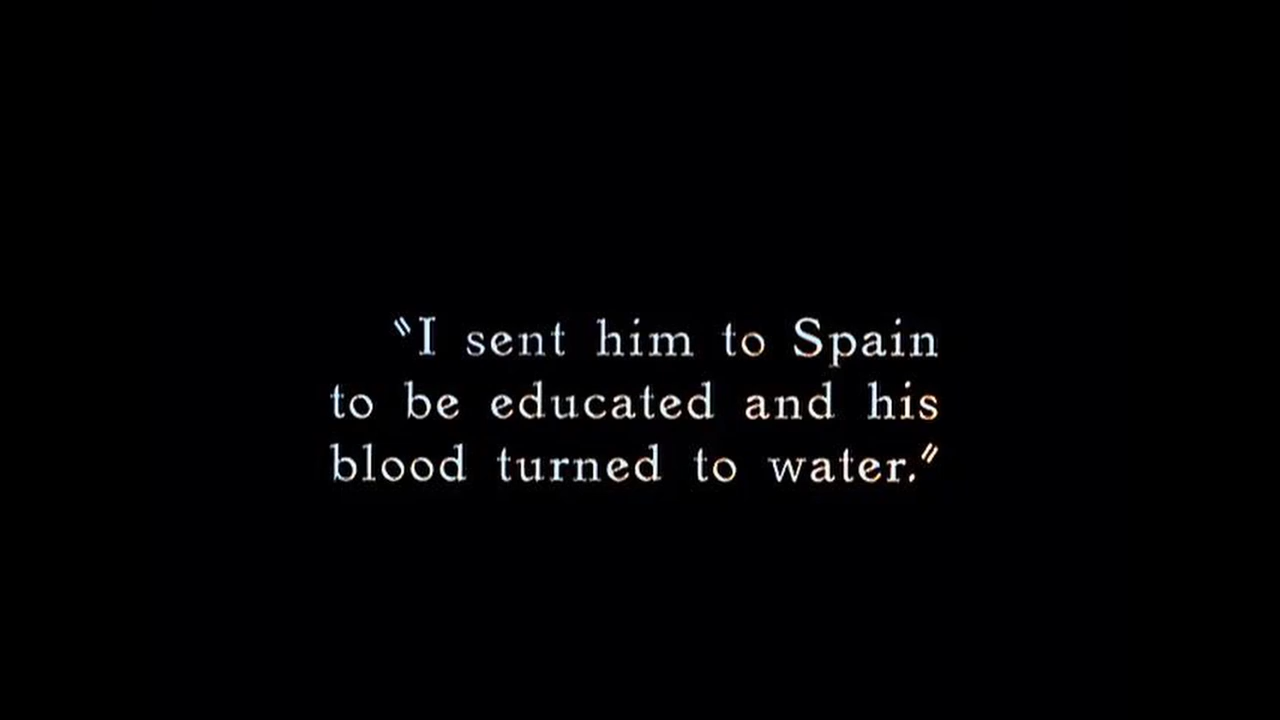 "I sent him to Spain
to be educated and his
blood turned to water."